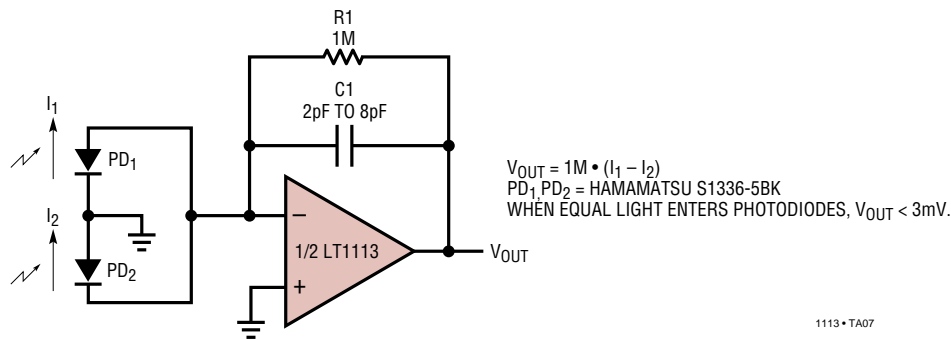 R1
1M
C1
2pF TO 8pF
I1
PD1
I2
PD2
–
1/2 LT1113
+
VOUT
VOUT = 1M • (I1 – I2)
PD1,PD2 = HAMAMATSU S1336-5BK
WHEN EQUAL LIGHT ENTERS PHOTODIODES, VOUT < 3mV.
1113 • TA07